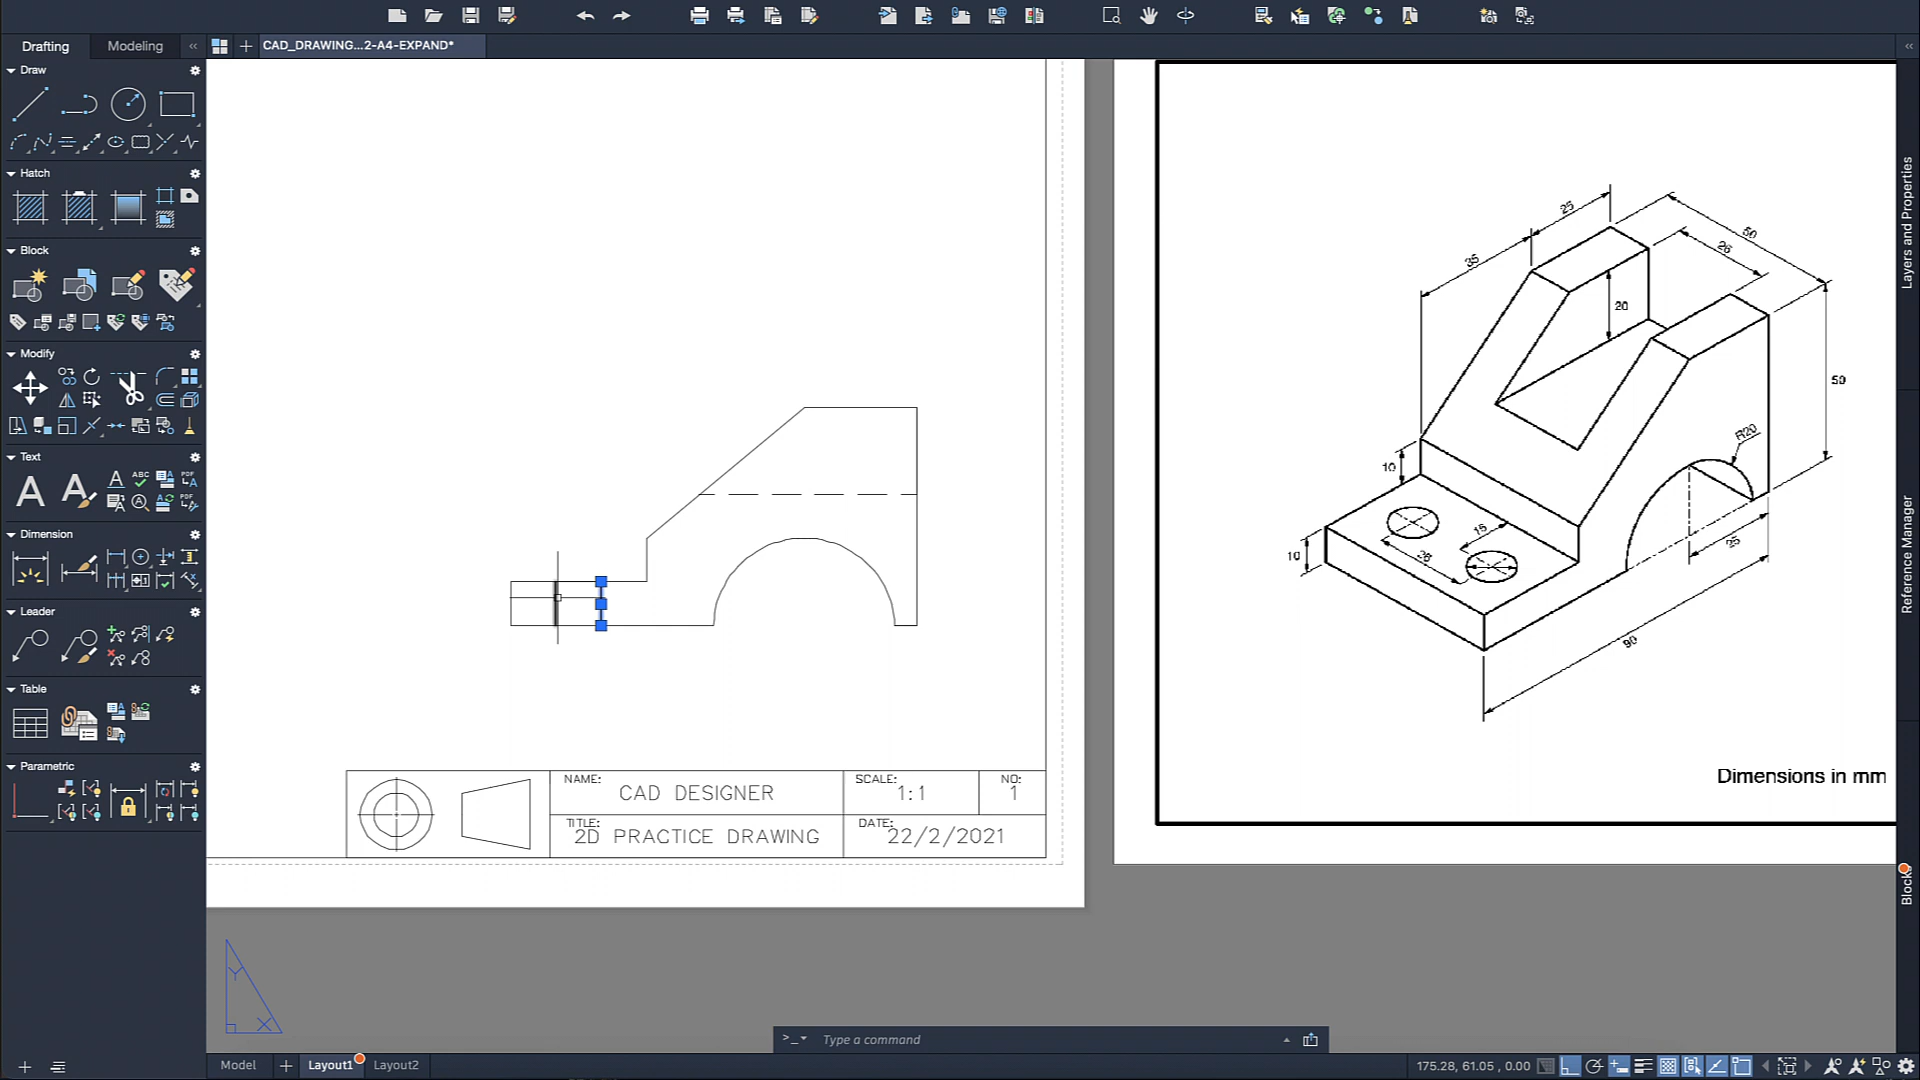 Drafting
Modeling
CAD_DRAWING...2-A4-EXPAND*
Draw
Hatch
Block
Modify
Text
Dimension
Leader
Table
Parametric
Layers and Properties
Reference Manager
Blocks
25
35
50
26
20
50
R20
10
15
26
10
25
90
Dimensions in mm
NAME:
CAD DESIGNER
SCALE:
1:1
NO:
1
TITLE:
2D PRACTICE DRAWING
DATE:
22/2/2021
Y
X
>_
Type a command
Model
Layout1
Layout2
175.28, 61.05 , 0.00